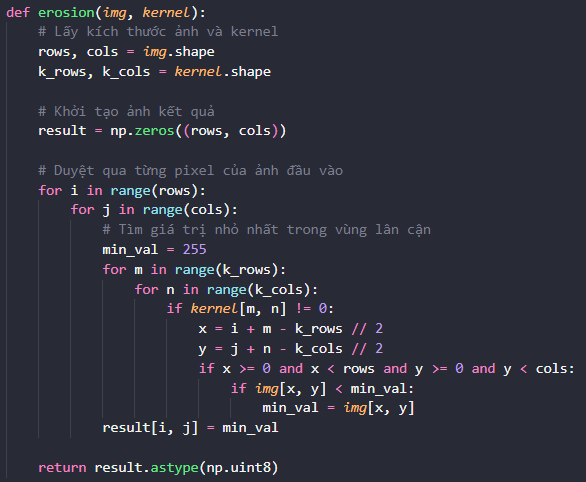 def erosion(img, kernel):
    # Lấy kích thước ảnh và kernel
    rows, cols = img.shape
    k_rows, k_cols = kernel.shape

    # Khởi tạo ảnh kết quả
    result = np.zeros((rows, cols))

    # Duyệt qua từng pixel của ảnh đầu vào
    for i in range(rows):
        for j in range(cols):
            # Tìm giá trị nhỏ nhất trong vùng lân cận
            min_val = 255
            for m in range(k_rows):
                for n in range(k_cols):
                    if kernel[m, n] != 0:
                        x = i + m - k_rows // 2
                        y = j + n - k_cols // 2
                        if x >= 0 and x < rows and y >= 0 and y < cols:
                            if img[x, y] < min_val:
                                min_val = img[x, y]
            result[i, j] = min_val

    return result.astype(np.uint8)